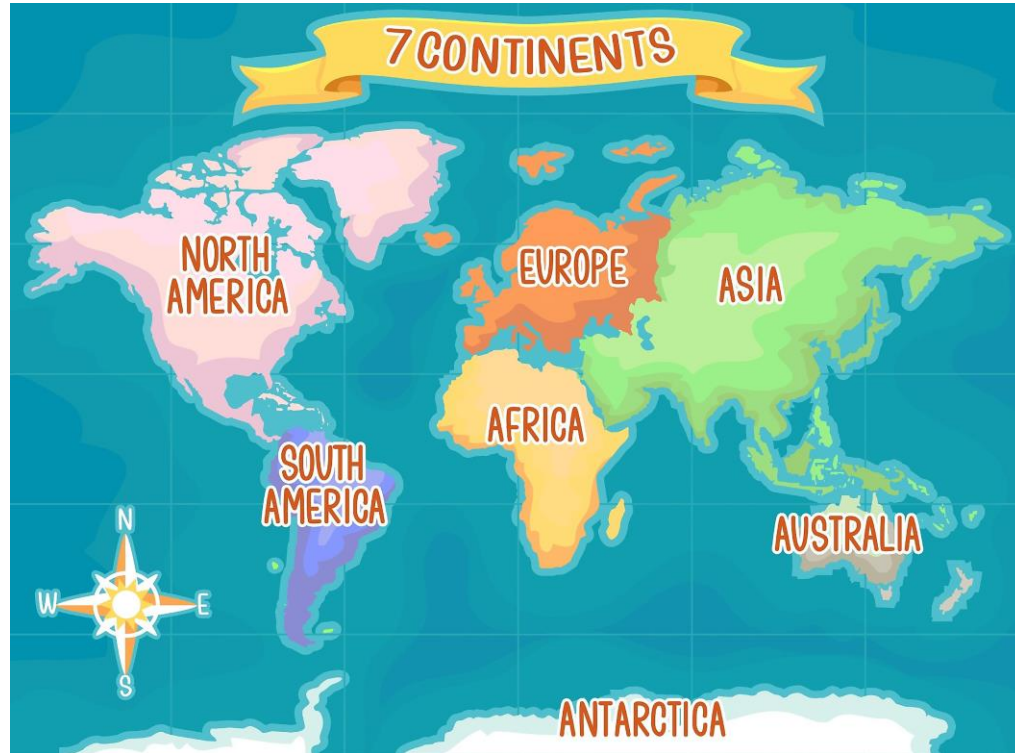 7 CONTINENTS
NORTH
AMERICA
EUROPE
ASIA
AFRICA
SOUTH
AMERICA
AUSTRALIA
N
W
E
S
ANTARCTICA